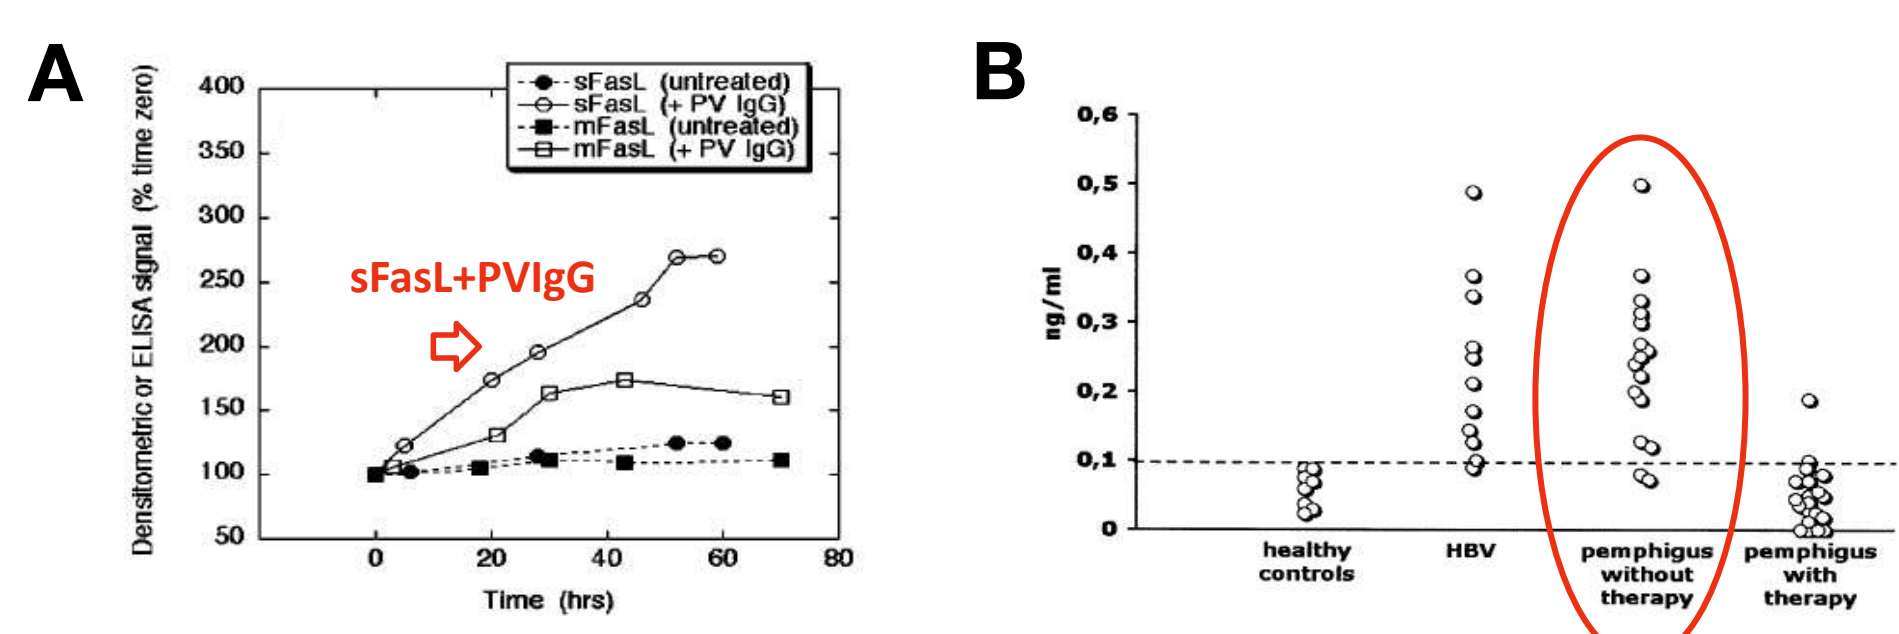 A
Densitometric or ELISA signal (% time zero)
400
350
300
250
200
150
100
50
sFasL (untreated)
sFasL (+ PV IgG)
mFasL (untreated)
mFasL (+ PV IgG)
sFasL+PVIgG
0 20 40 60 80
Time (hrs)
B
ng/ml
0,6
0,5
0,4
0,3
0,2
0,1
0
healthy
controls
HBV
pemphigus
without
therapy
pemphigus
with
therapy